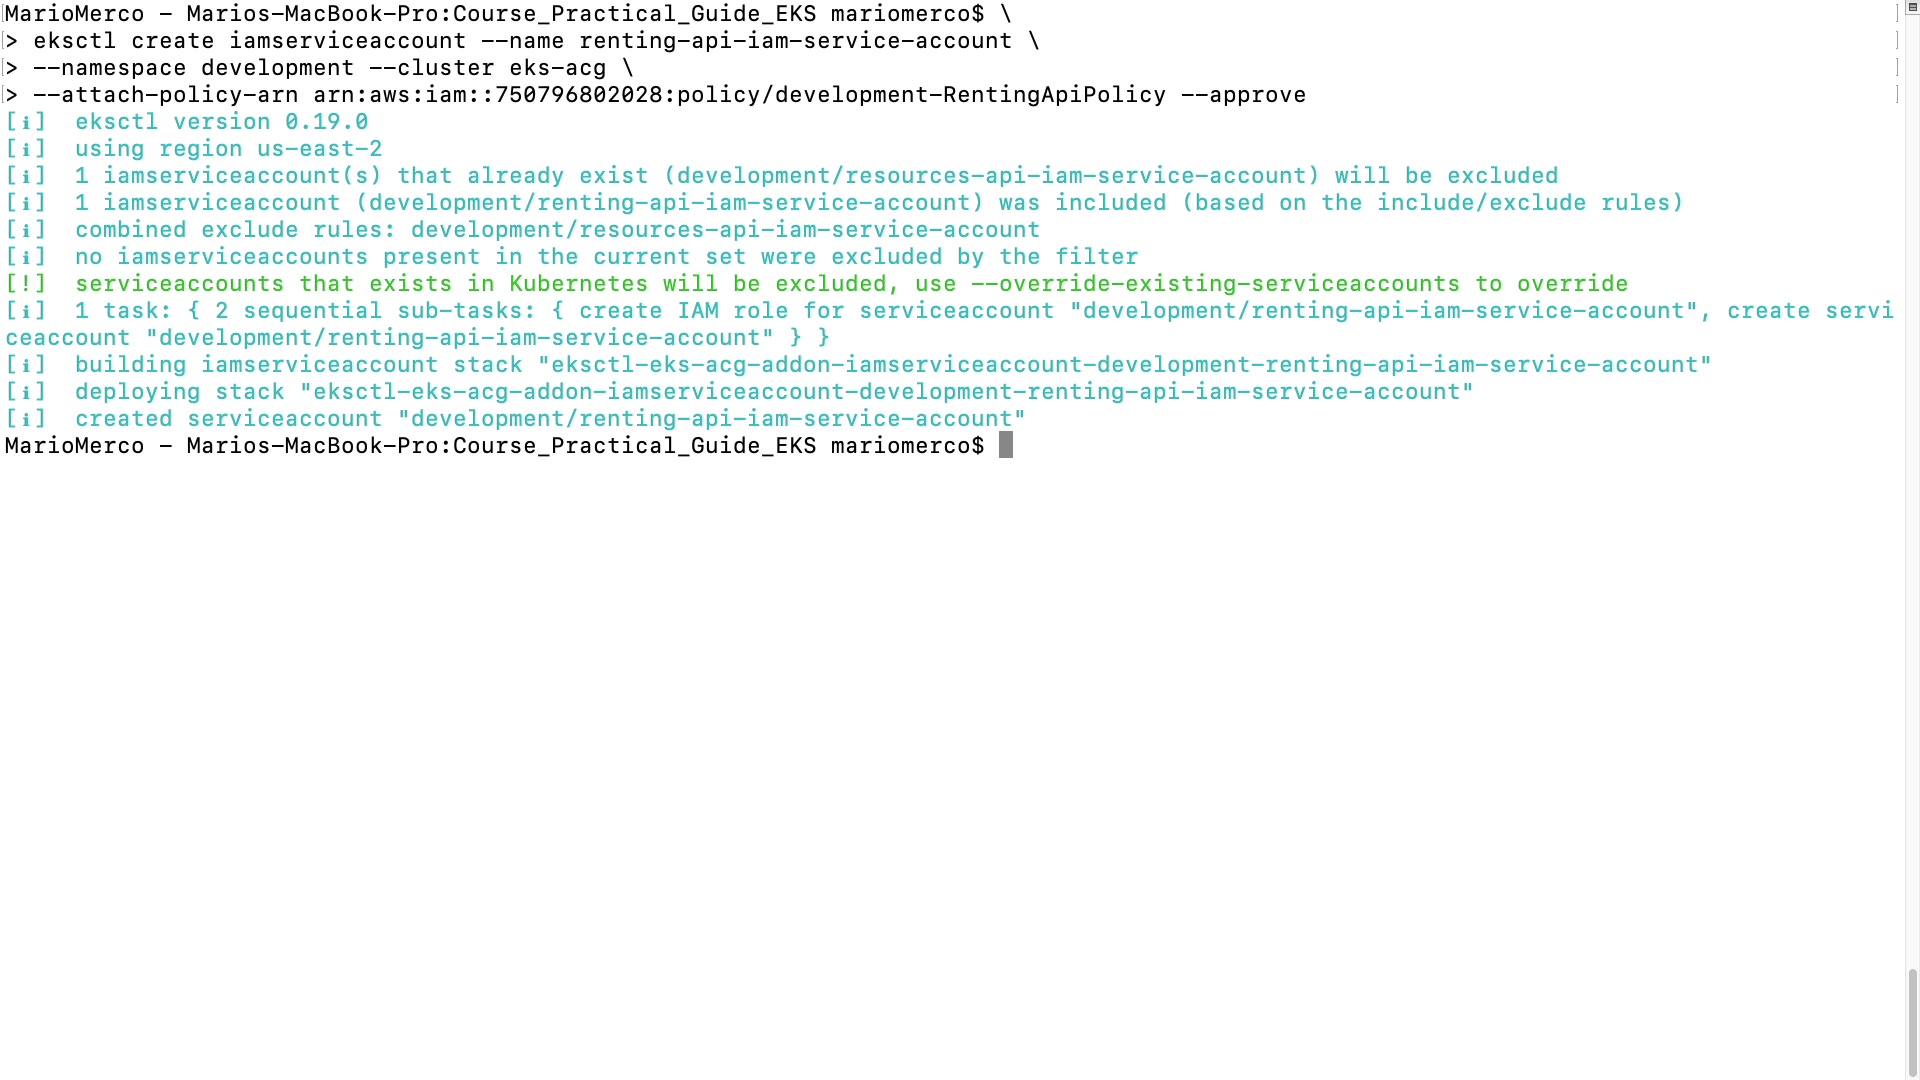 MarioMerco – Marios–MacBook–Pro:Course_Practical_Guide_EKS mariomerco$ \
> eksctl create iamserviceaccount --name renting-api-iam-service-account \
> --namespace development --cluster eks-acg \
> --attach-policy-arn arn:aws:iam::750796802028:policy/development-RentingApiPolicy --approve
[ℹ]  eksctl version 0.19.0
[ℹ]  using region us-east-2
[ℹ]  1 iamserviceaccount(s) that already exist (development/resources-api-iam-service-account) will be excluded
[ℹ]  1 iamserviceaccount (development/renting-api-iam-service-account) was included (based on the include/exclude rules)
[ℹ]  combined exclude rules: development/resources-api-iam-service-account
[ℹ]  no iamserviceaccounts present in the current set were excluded by the filter
[!]  serviceaccounts that exists in Kubernetes will be excluded, use --override-existing-serviceaccounts to override
[ℹ]  1 task: { 2 sequential sub-tasks: { create IAM role for serviceaccount "development/renting-api-iam-service-account", create servi
ceaccount "development/renting-api-iam-service-account" } }
[ℹ]  building iamserviceaccount stack "eksctl-eks-acg-addon-iamserviceaccount-development-renting-api-iam-service-account"
[ℹ]  deploying stack "eksctl-eks-acg-addon-iamserviceaccount-development-renting-api-iam-service-account"
[ℹ]  created serviceaccount "development/renting-api-iam-service-account"
MarioMerco – Marios–MacBook–Pro:Course_Practical_Guide_EKS mariomerco$